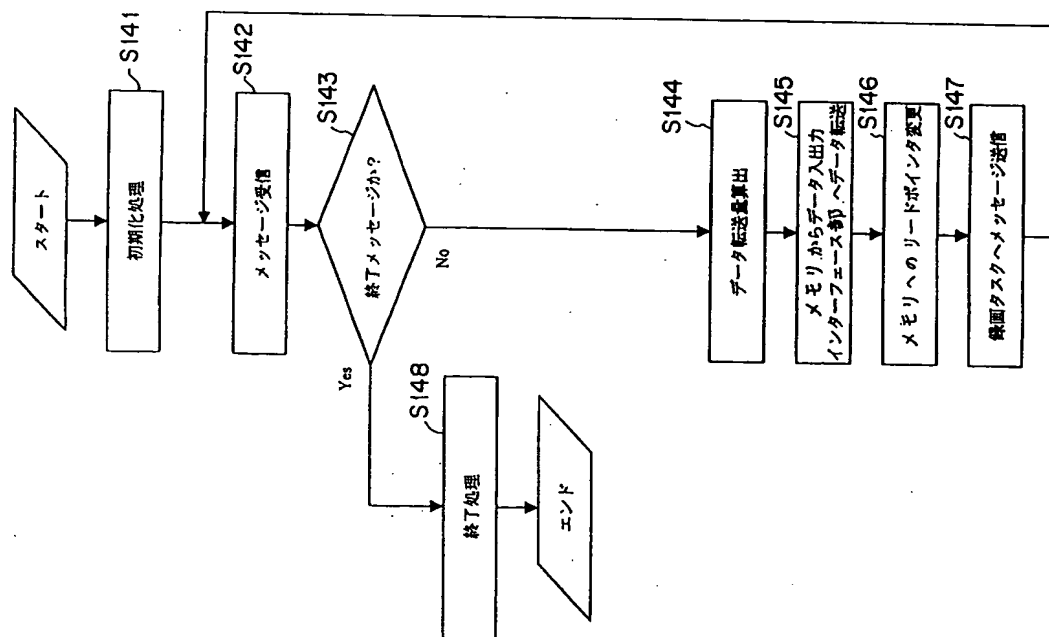 スタート
初期化処理
S141
メッセージ受信
S142
終了メッセージか?
S143
Yes
No
データ転送量算出
S144
メモリからデータ入出力
インターフェース部へデータ転送
S145
メモリへのリードポインタ変更
S146
録画タスクへメッセージ送信
S147
終了処理
S148
エンド